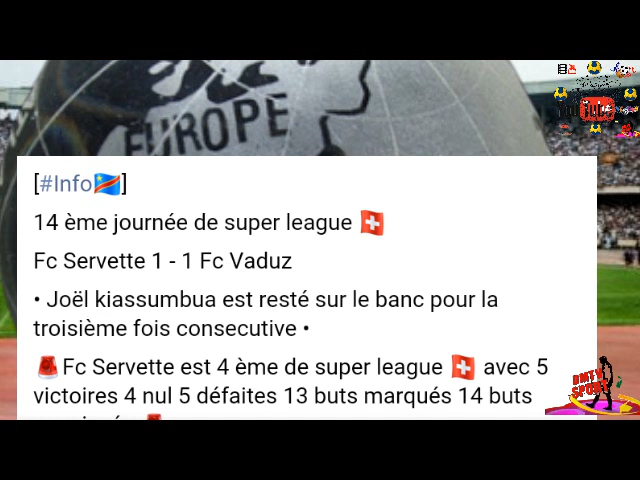 EUROPE
[#Info🇨🇩]
14 ème journée de super league 🇨🇭
Fc Servette 1 - 1 Fc Vaduz
• Joël kiassumbua est resté sur le banc pour la
troisième fois consecutive •
🚨Fc Servette est 4 ème de super league 🇨🇭 avec 5
victoires 4 nul 5 défaites 13 buts marqués 14 buts
SPORT